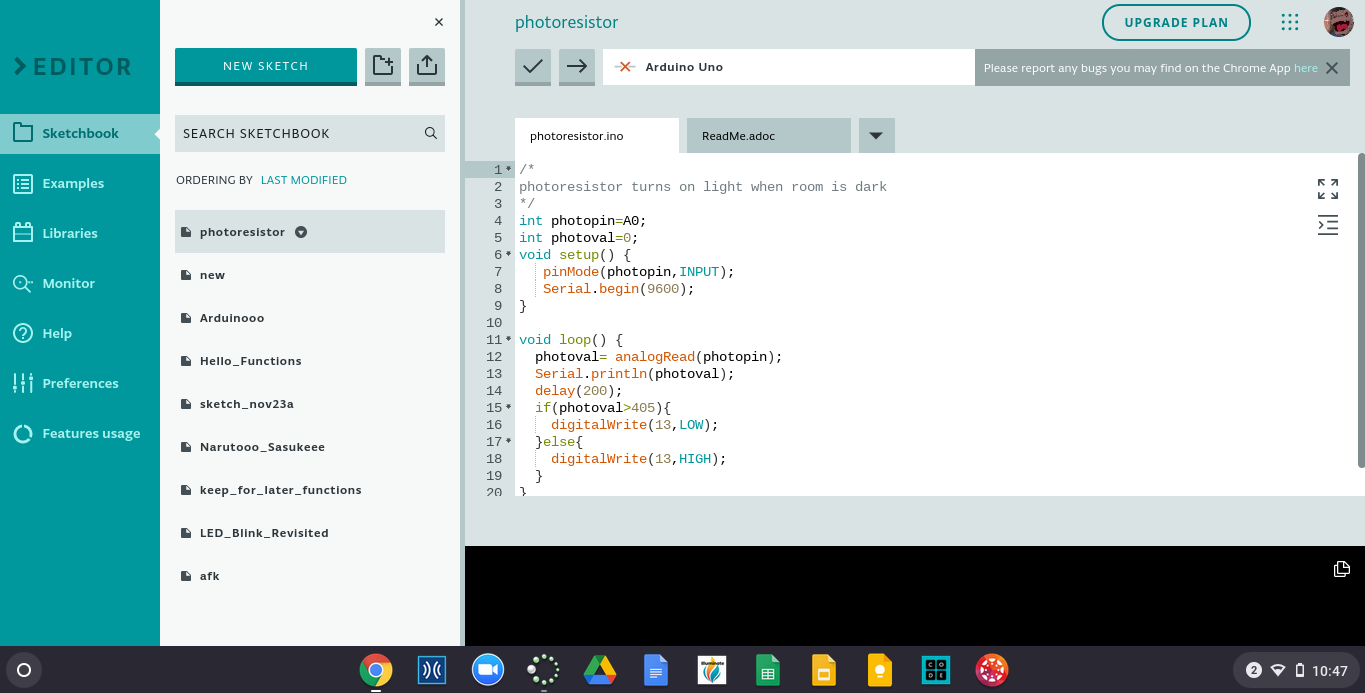 EDITOR
Sketchbook
Examples
Libraries
Monitor
Help
Preferences
Features usage
×
NEW SKETCH
SEARCH SKETCHBOOK
ORDERING BY LAST MODIFIED
photoresistor
new
Arduinooo
Hello_Functions
sketch_nov23a
Narutooo_Sasukeee
keep_for_later_functions
LED_Blink_Revisited
afk
photoresistor
UPGRADE PLAN
Arduino Uno
Please report any bugs you may find on the Chrome App here
photoresistor.ino
ReadMe.adoc
1 /*
2 photoresistor turns on light when room is dark
3 */
4 int photopin=A0;
5 int photoval=0;
6 void setup() {
7 pinMode(photopin,INPUT);
8 Serial.begin(9600);
9 }
10
11 void loop() {
12 photoval= analogRead(photopin);
13 Serial.println(photoval);
14 delay(200);
15 if(photoval>405){
16 digitalWrite(13,LOW);
17 }else{
18 digitalWrite(13,HIGH);
19 }
20 }
CODE
2
10:47